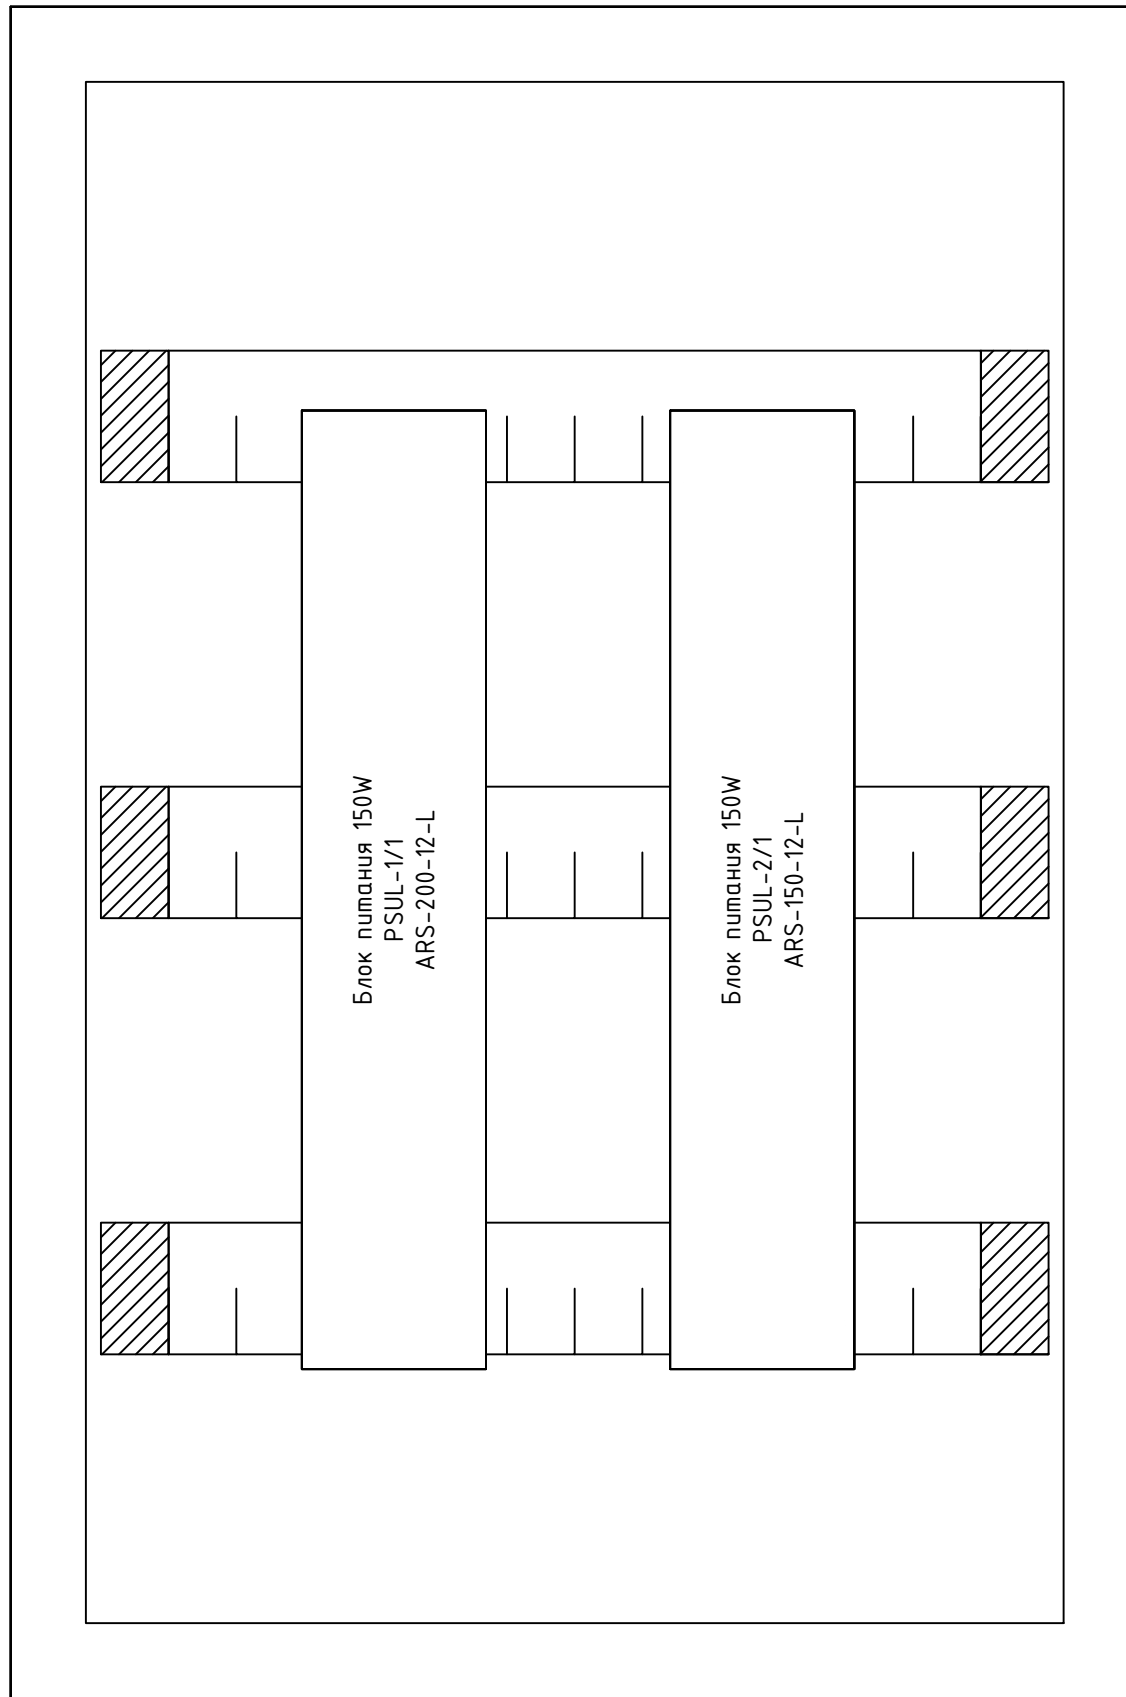 Блок питания 150W
PSUL-1/1
ARS-200-12-L
Блок питания 150W
PSUL-2/1
ARS-150-12-L